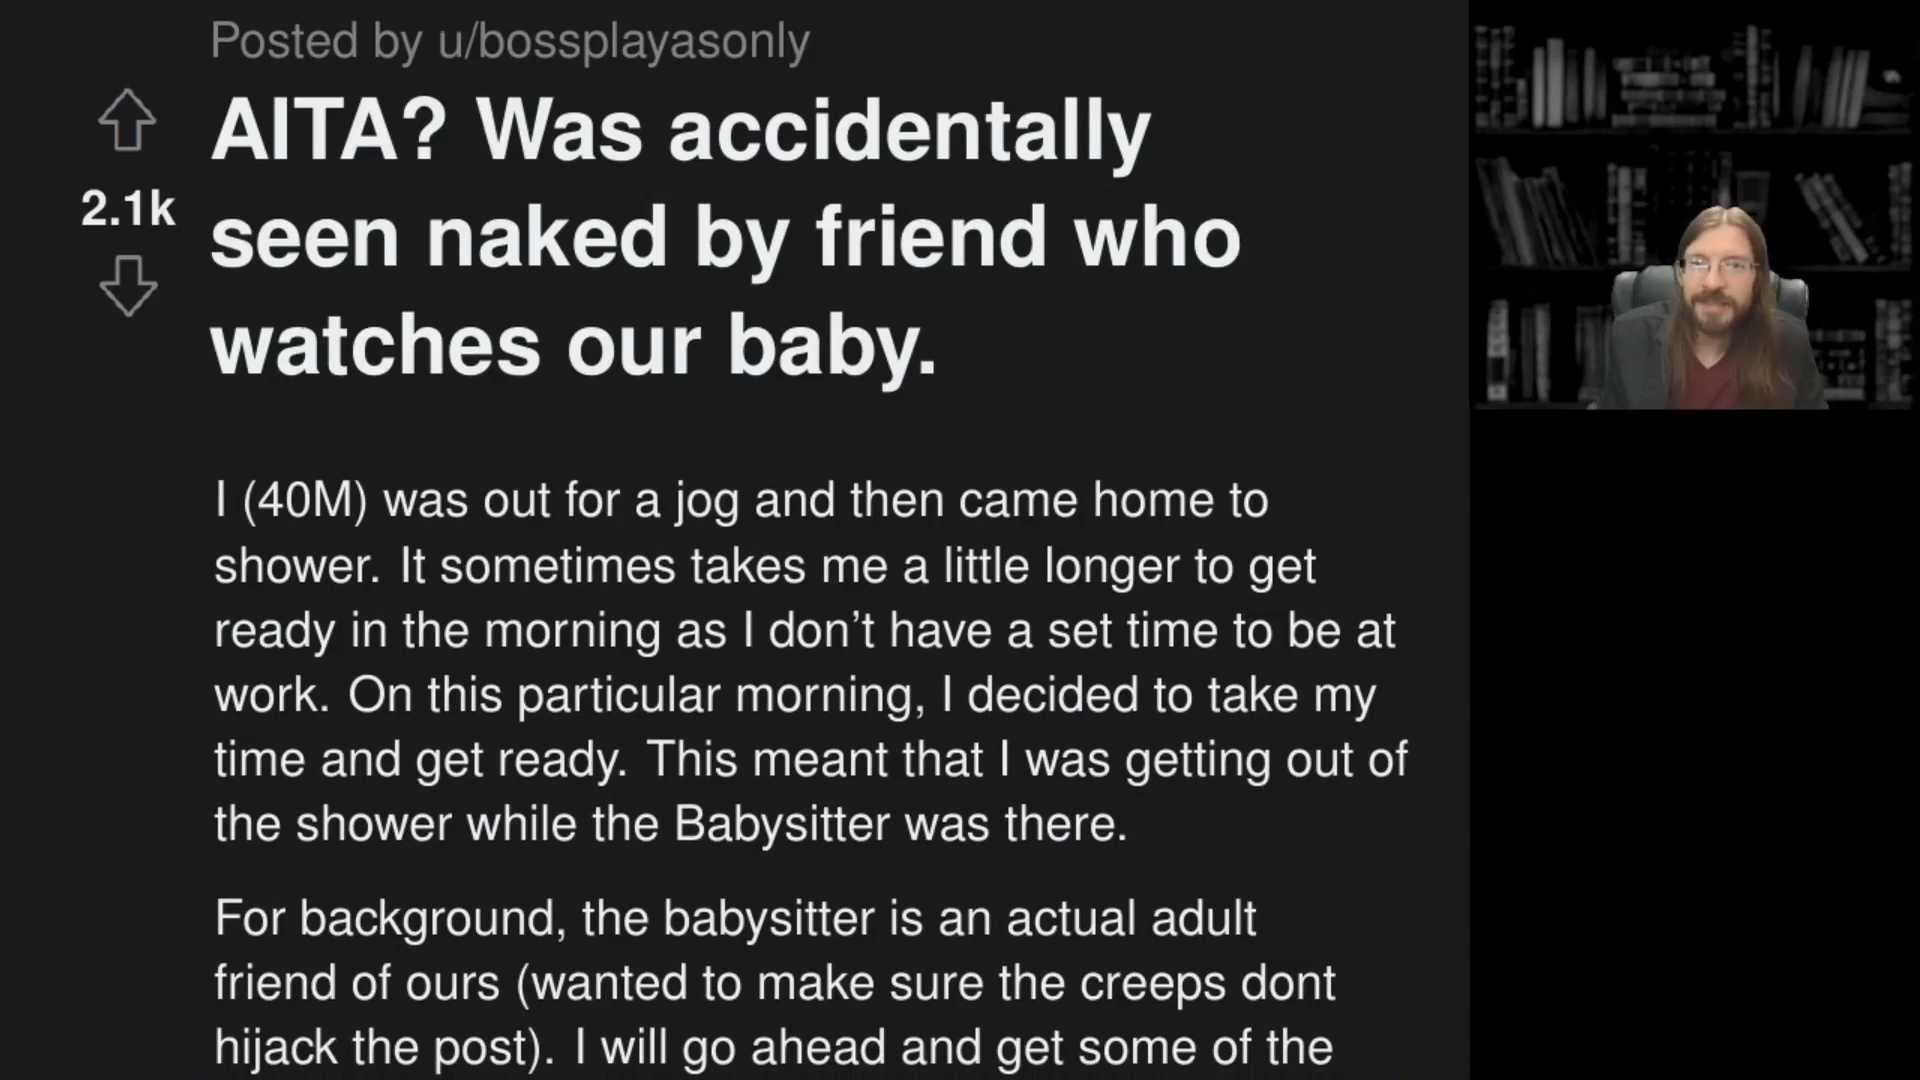 Posted by u/bossplayasonly
AITA? Was accidentally
2.1k
seen naked by friend who
watches our baby.
I (40M) was out for a jog and then came home to
shower. It sometimes takes me a little longer to get
ready in the morning as I don’t have a set time to be at
work. On this particular morning, I decided to take my
time and get ready. This meant that I was getting out of
the shower while the Babysitter was there.
For background, the babysitter is an actual adult
friend of ours (wanted to make sure the creeps dont
hijack the post). I will go ahead and get some of the